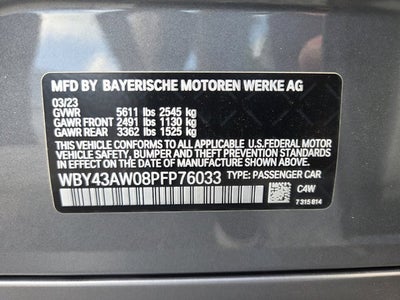 MFD BY BAYERISCHE MOTOREN WERKE AG
03/23
GVWR 5611 lbs 2545 kg
GAWR FRONT 2491 lbs 1130 kg
GAWR REAR 3362 lbs 1525 kg
THIS VEHICLE CONFORMS TO ALL APPLICABLE
U.S.FEDERAL MOTOR VEHICLE SAFETY, BUMPER,
AND THEFT PREVENTION STANDARDS IN EFFECT ON THE
DATE OF MANUFACTURE SHOWN ABOVE.
WBY43AW08PFP76033 TYPE: PASSENGER CAR
C4W
7 315 814